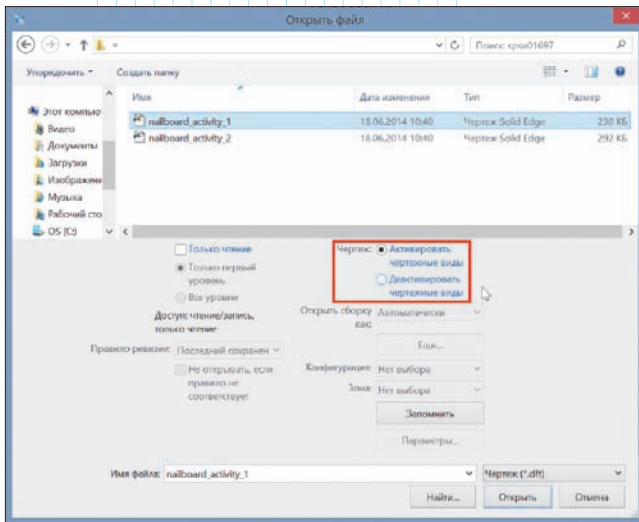 Открыть файл
Поиск: spse01697
Упорядочить
Создать папку
Имя
Дата изменения
Тип
Размер
Этот компью
Видео
Документы
Загрузки
Изображени
Музыка
Рабочий сто
OS (C:)
nailboard_activity_1 18.06.2014 10:40 Чертеж Solid Edge 230 КБ
nailboard_activity_2 18.06.2014 10:40 Чертеж Solid Edge 292 КБ
Только чтение
Только первый
уровень
Все уровни
Доступ: чтение/запись,
только чтение
Правило ревизии: Последний сохранен
Не открывать, если
правило не
соответствует
Чертеж: Активировать
чертежные виды
Деактивировать
чертежные виды
Открыть сборку
как: Автоматически
Еще...
Конфигурация: Нет выбора
Зона: Нет выбора
Запомнить
Параметры...
Имя файла: nailboard_activity_1
Чертеж (*.dft)
Найти...
Открыть
Отмена